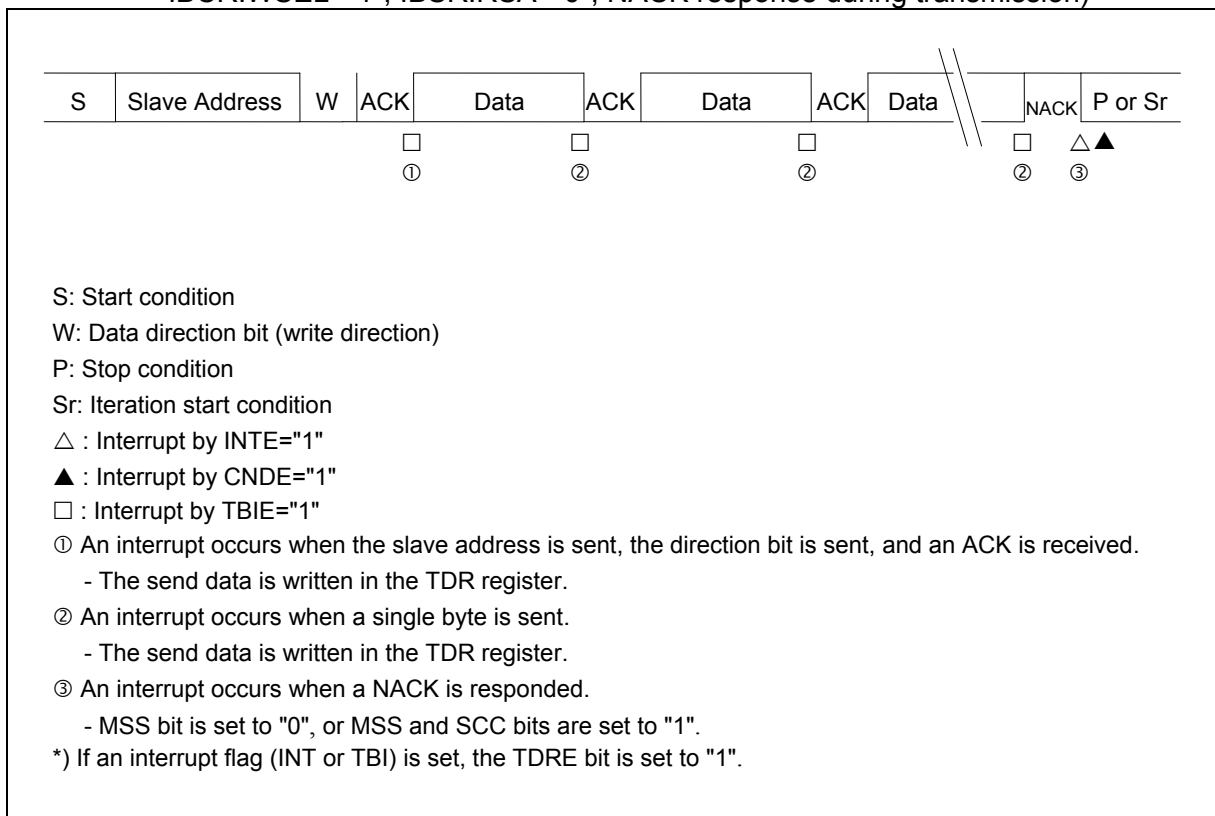 S Slave Address W ACK Data ACK Data ACK Data NACK P or Sr
□ □ □ □ △ ▲
① ② ② ② ③
S: Start condition
W: Data direction bit (write direction)
P: Stop condition
Sr: Iteration start condition
△ : Interrupt by INTE="1"
▲ : Interrupt by CNDE="1"
□ : Interrupt by TBIE="1"
① An interrupt occurs when the slave address is sent, the direction bit is sent, and an ACK is received.
- The send data is written in the TDR register.
② An interrupt occurs when a single byte is sent.
- The send data is written in the TDR register.
③ An interrupt occurs when a NACK is responded.
- MSS bit is set to "0", or MSS and SCC bits are set to "1".
*) If an interrupt flag (INT or TBI) is set, the TDRE bit is set to "1".